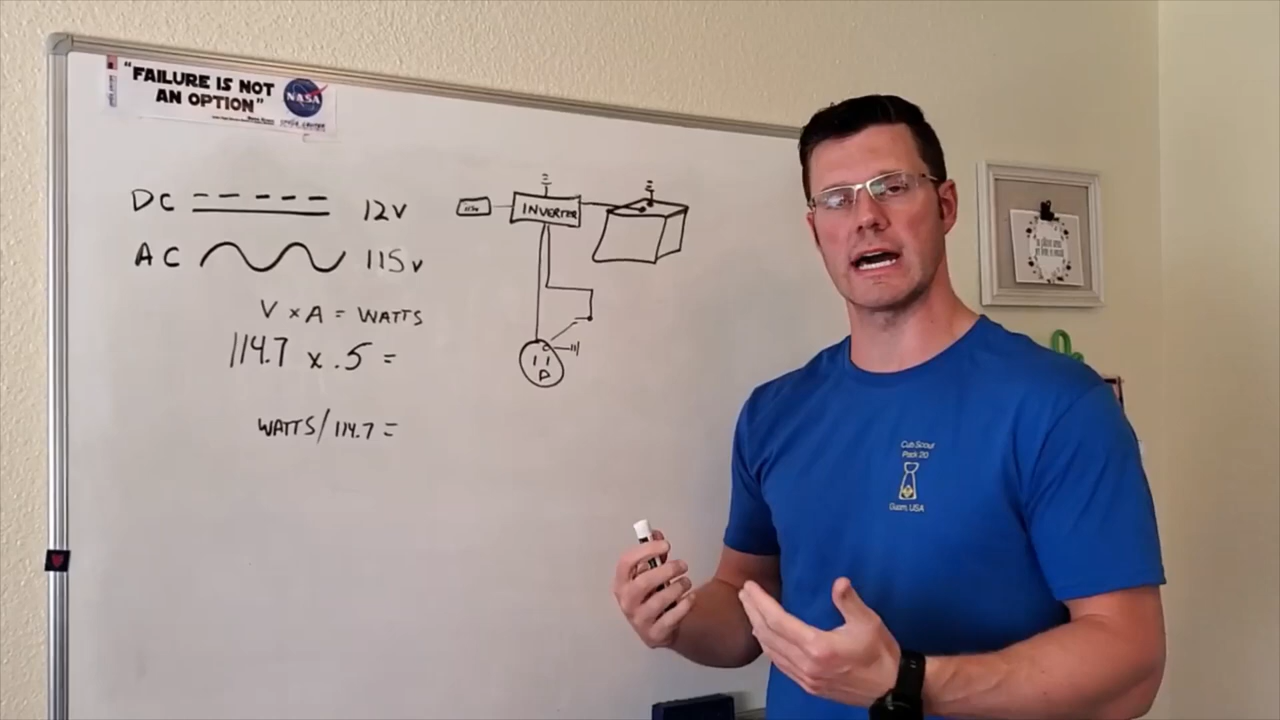 "FAILURE IS NOT
AN OPTION"
NASA
DC 12V
AC 115V
V x A = WATTS
114.7 x .5 =
WATTS/114.7 =
INVERTER
Cub Scout
Pack 20
Guam, USA